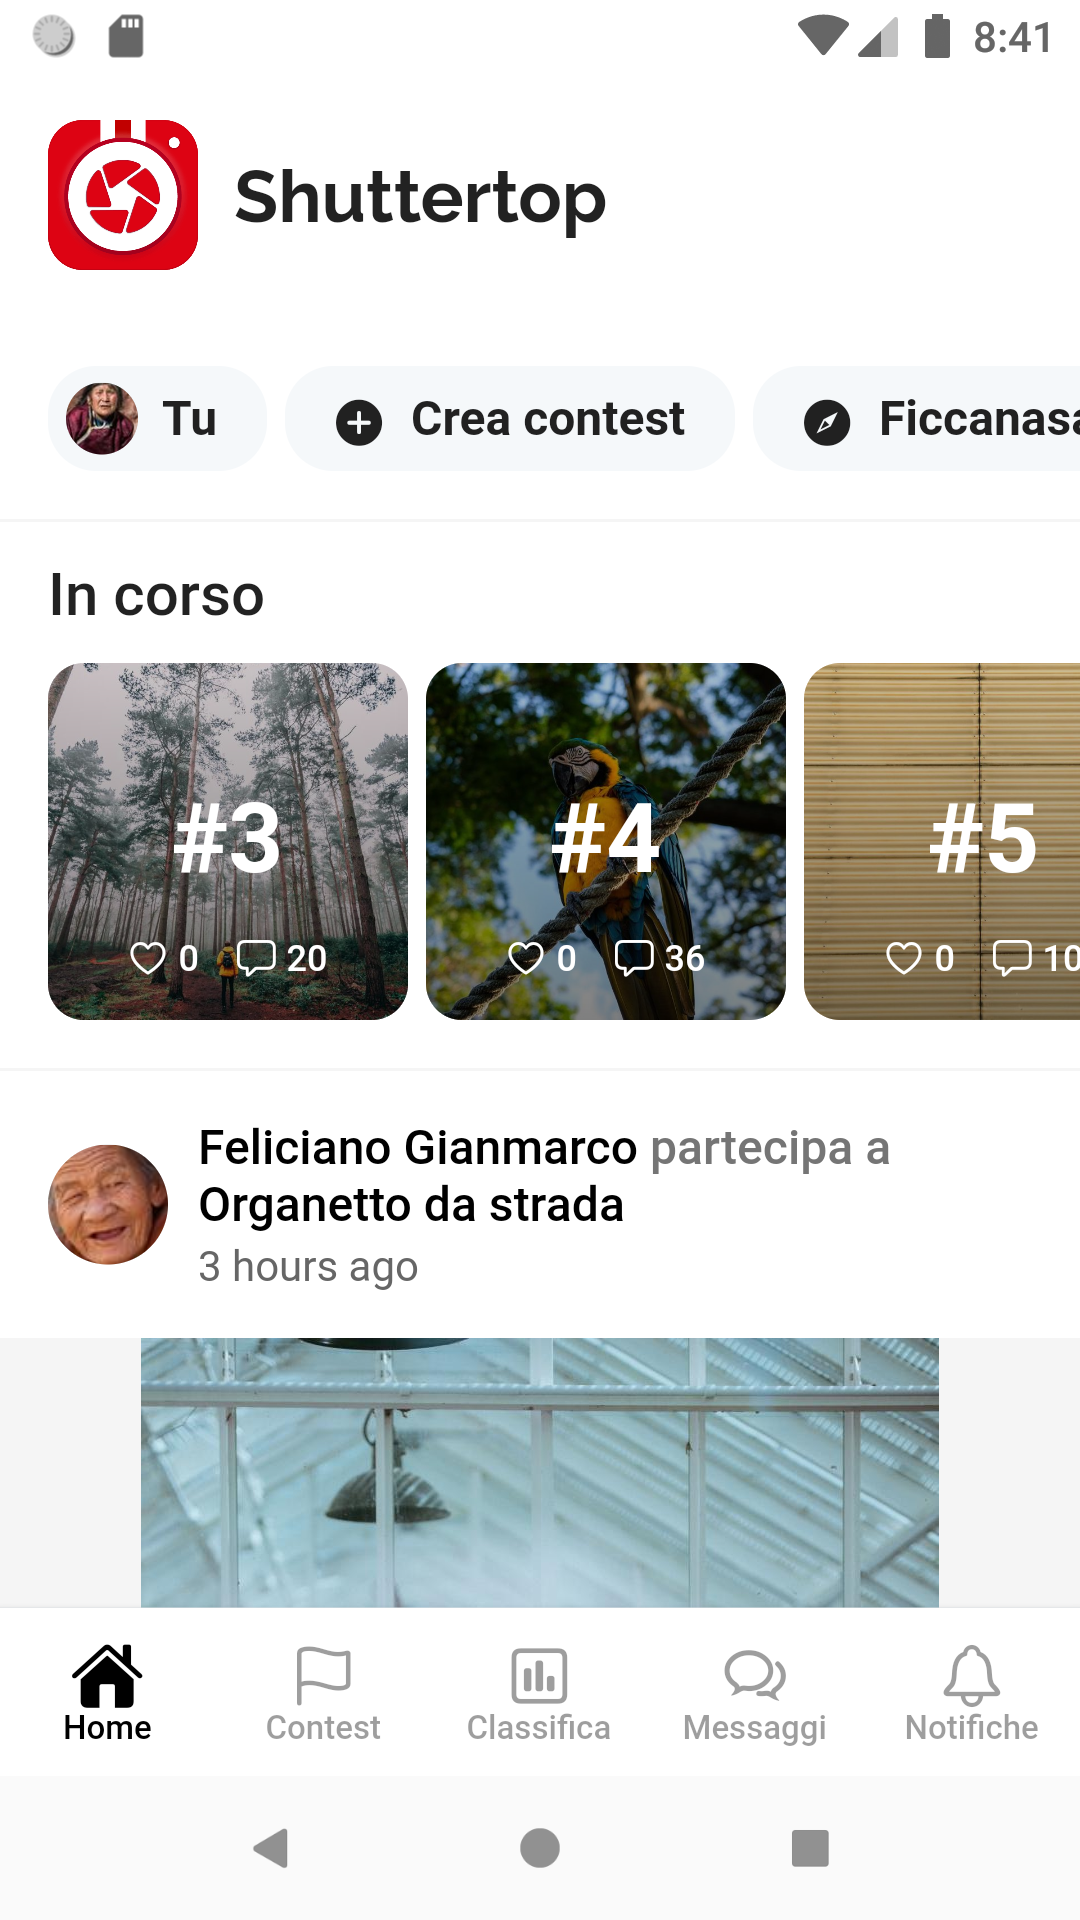 8:41
Shuttertop
Tu
Crea contest
Ficcanas
In corso
#3
#4
#5
0 20
0 36
0 10
Feliciano Gianmarco partecipa a
Organetto da strada
3 hours ago
Home
Contest
Classifica
Messaggi
Notifiche